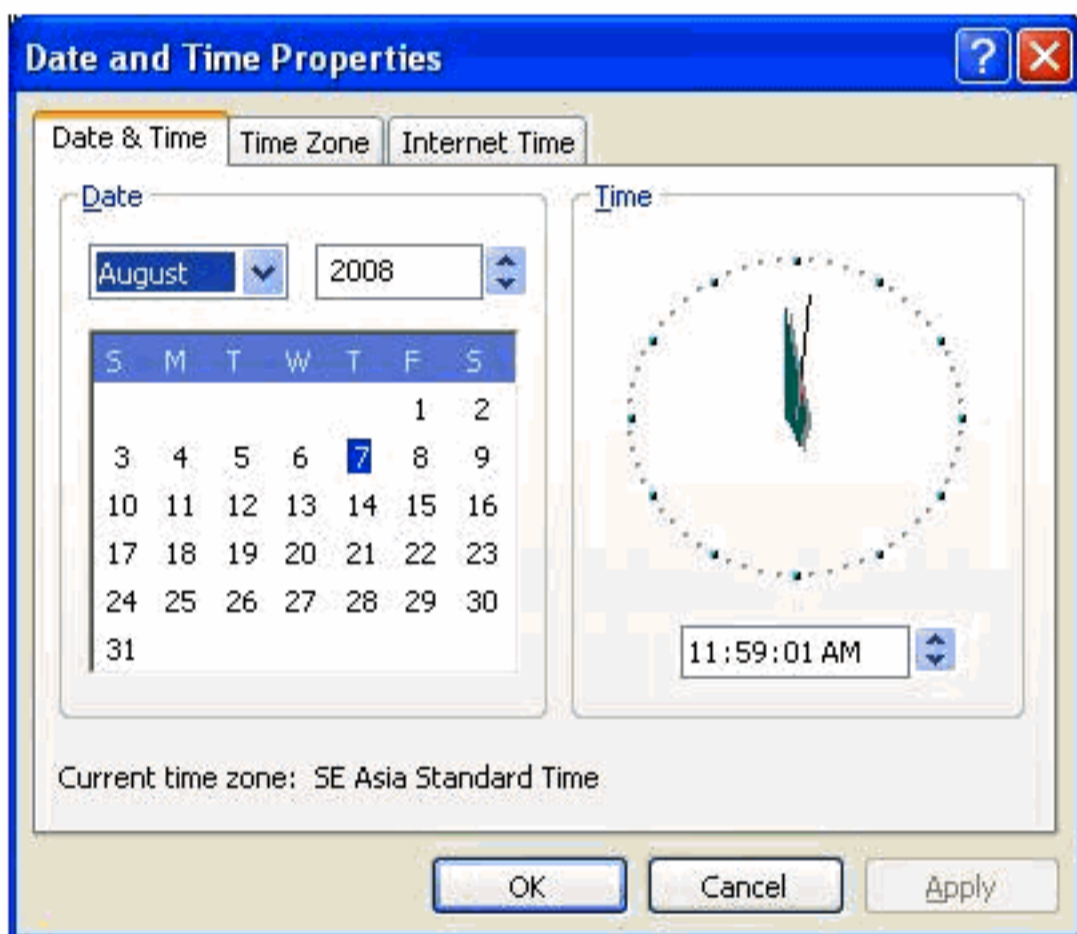 Date and Time Properties
Date & Time Time Zone Internet Time
Date
August 2008
S M T W T F S
1 2
3 4 5 6 7 8 9
10 11 12 13 14 15 16
17 18 19 20 21 22 23
24 25 26 27 28 29 30
31
Time
11:59:01 AM
Current time zone: SE Asia Standard Time
OK Cancel Apply